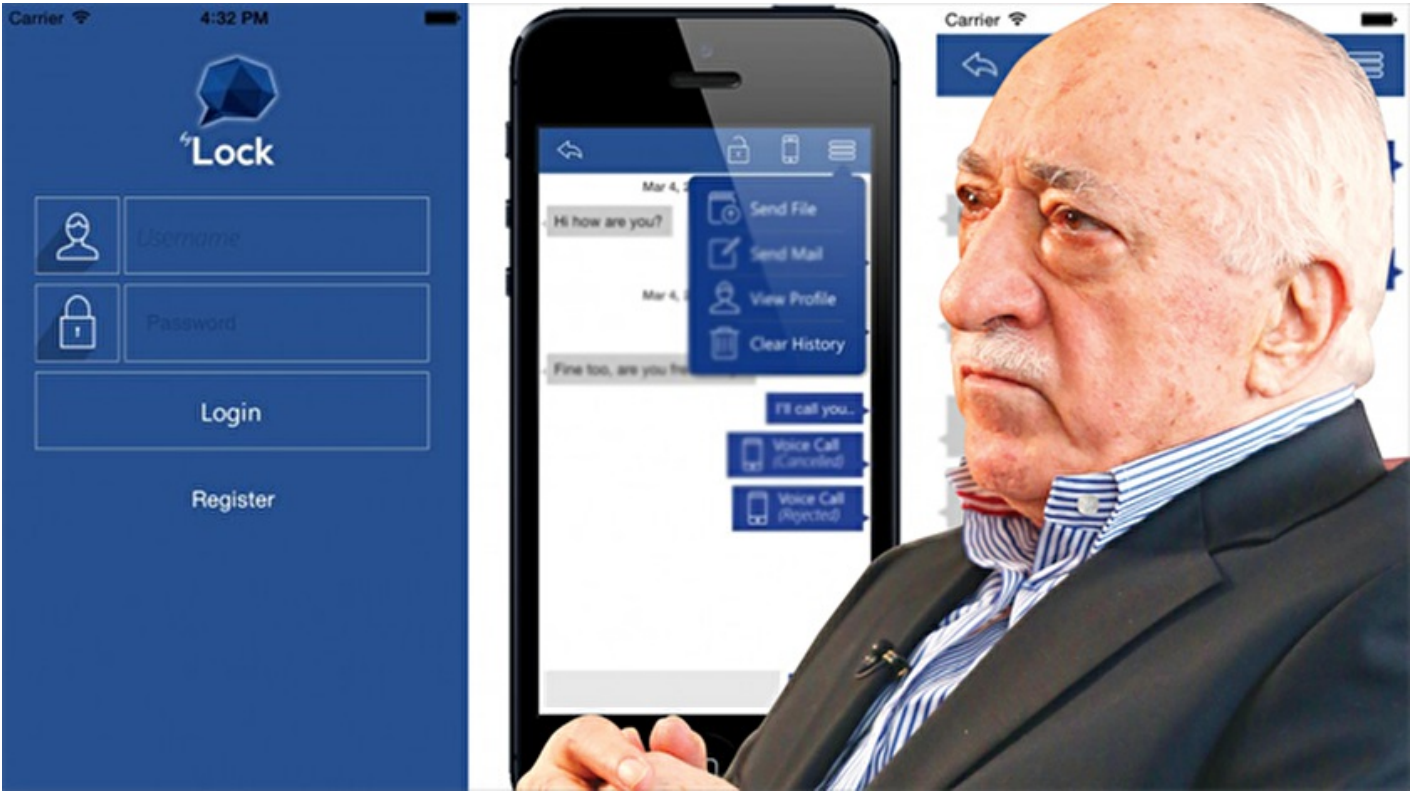 Carrier
4:32 PM
by
Lock
Username
Password
Login
Register
Mar 4,
Hi how are you?
Send File
Send Mail
Mar 4,
View Profile
Clear History
Fine too, are you
I'll call you..
Voice Call
(Cancelled)
Voice Call
(Rejected)
Carrier